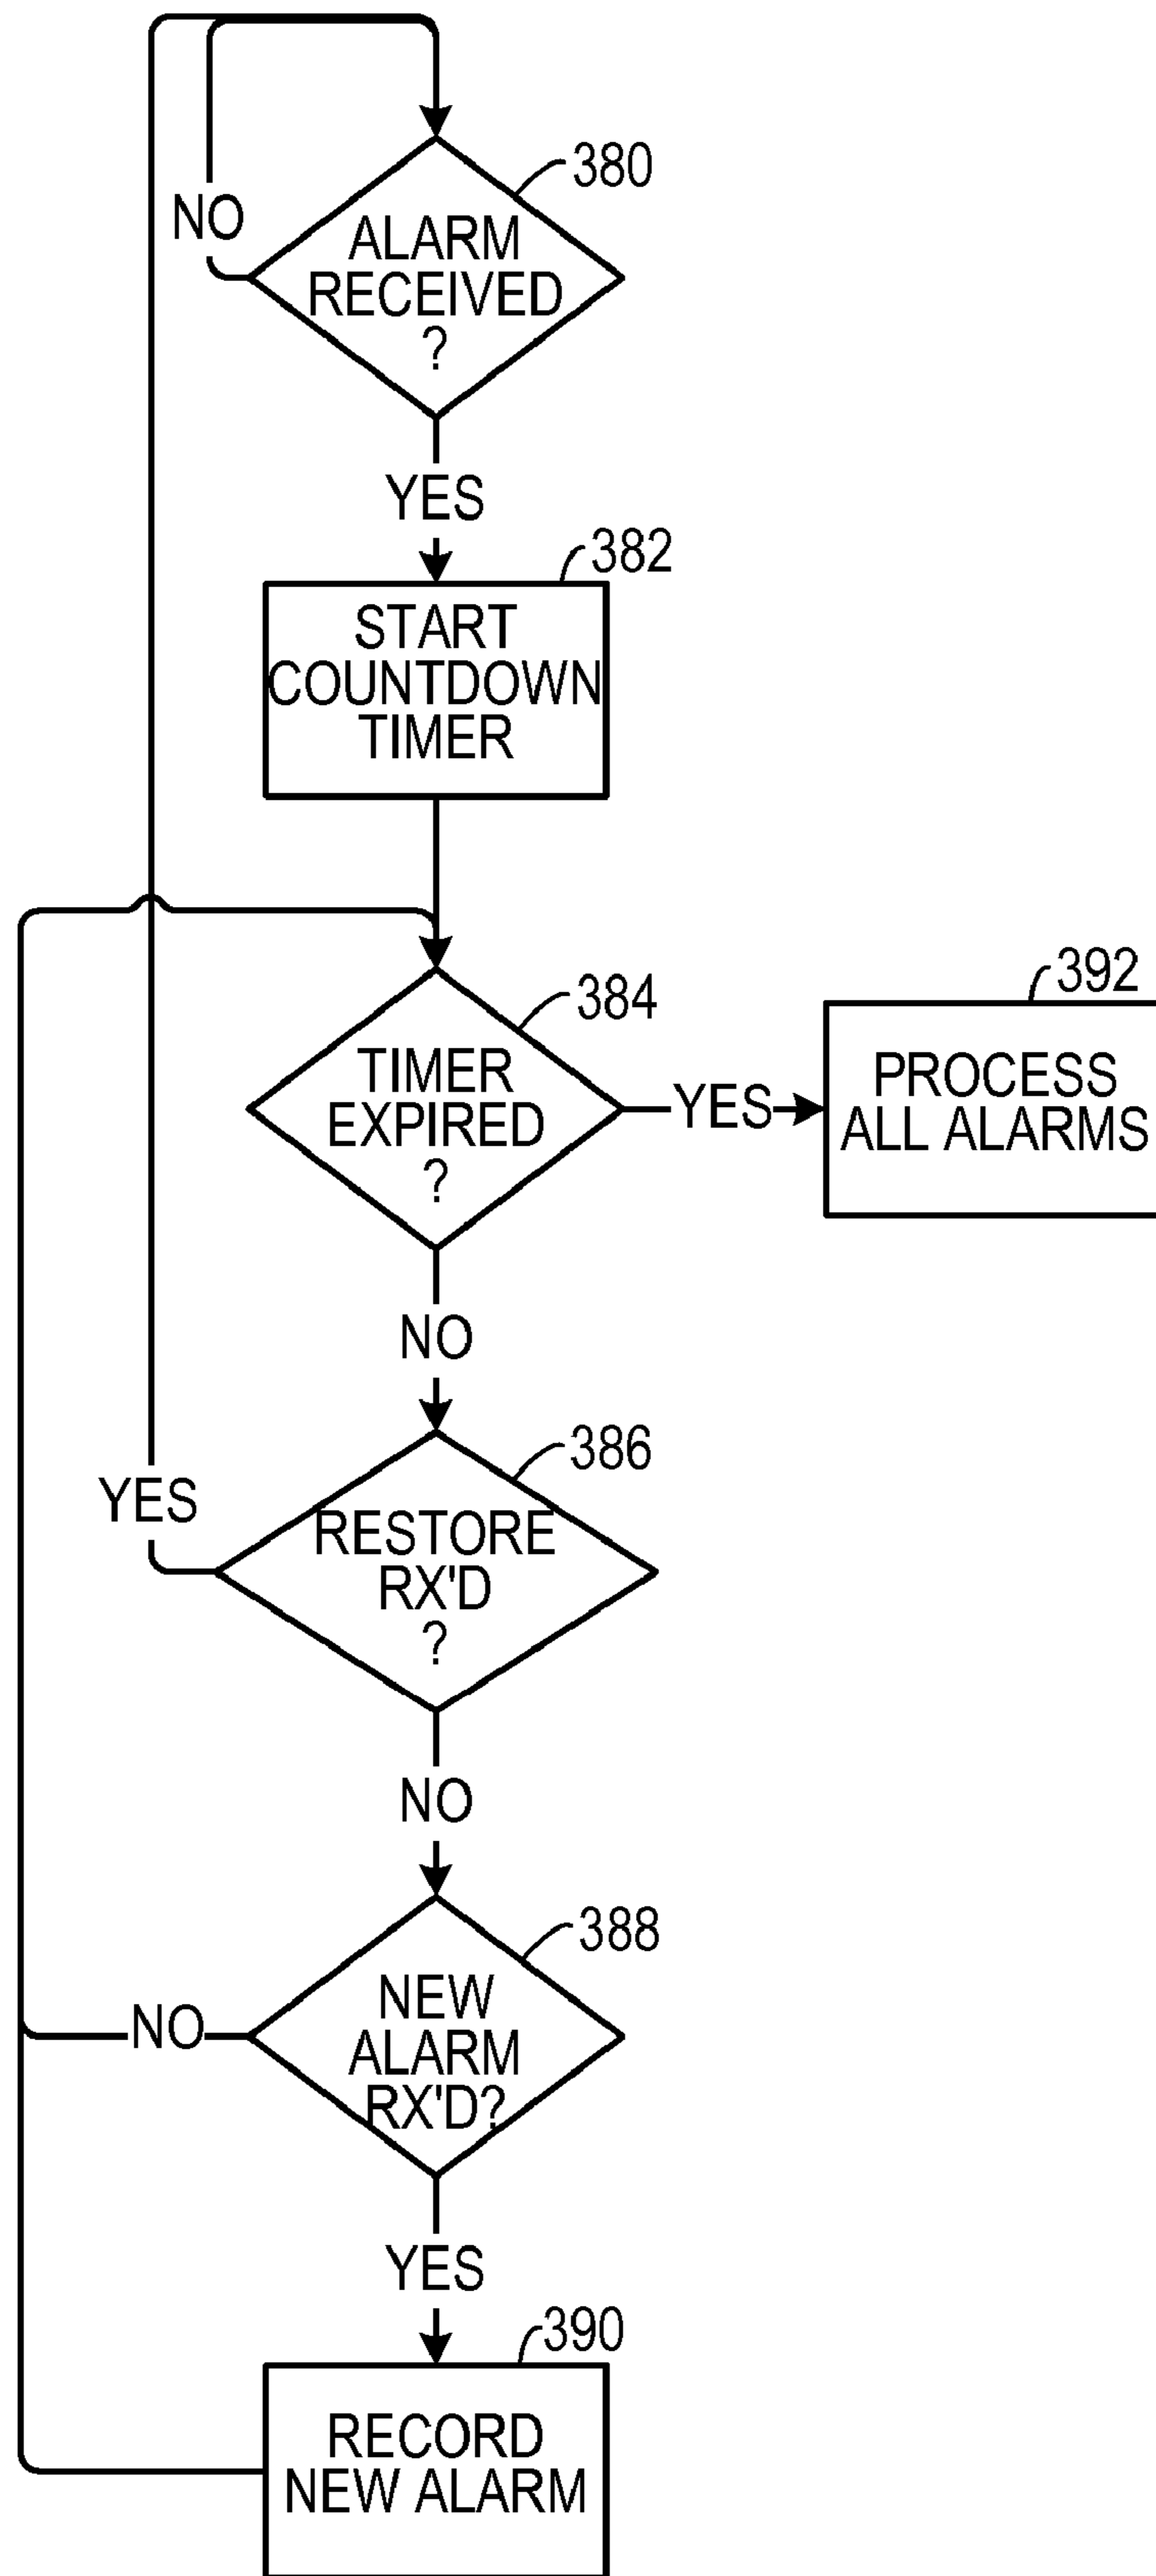 380
NO
ALARM
RECEIVED
?
YES
382
START
COUNTDOWN
TIMER
384
392
TIMER
EXPIRED
?
YES
PROCESS
ALL ALARMS
NO
386
YES
RESTORE
RX'D
?
NO
388
NEW
ALARM
RX'D?
NO
YES
390
RECORD
NEW ALARM